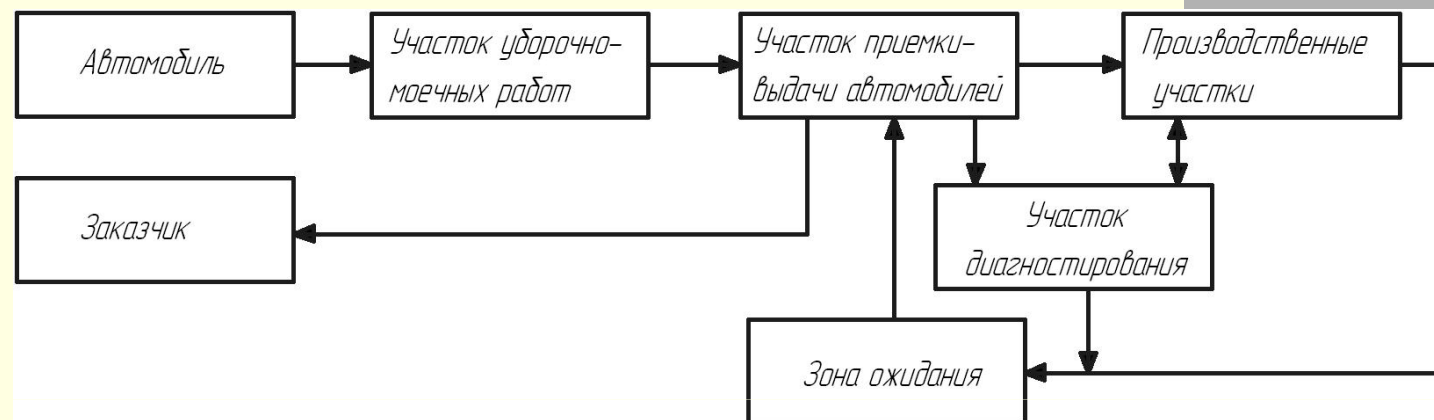 Автомобиль
Участок уборочно-
моечных работ
Участок приемки-
выдачи автомобилей
Производственные
участки
Заказчик
Участок
диагностирования
Зона ожидания